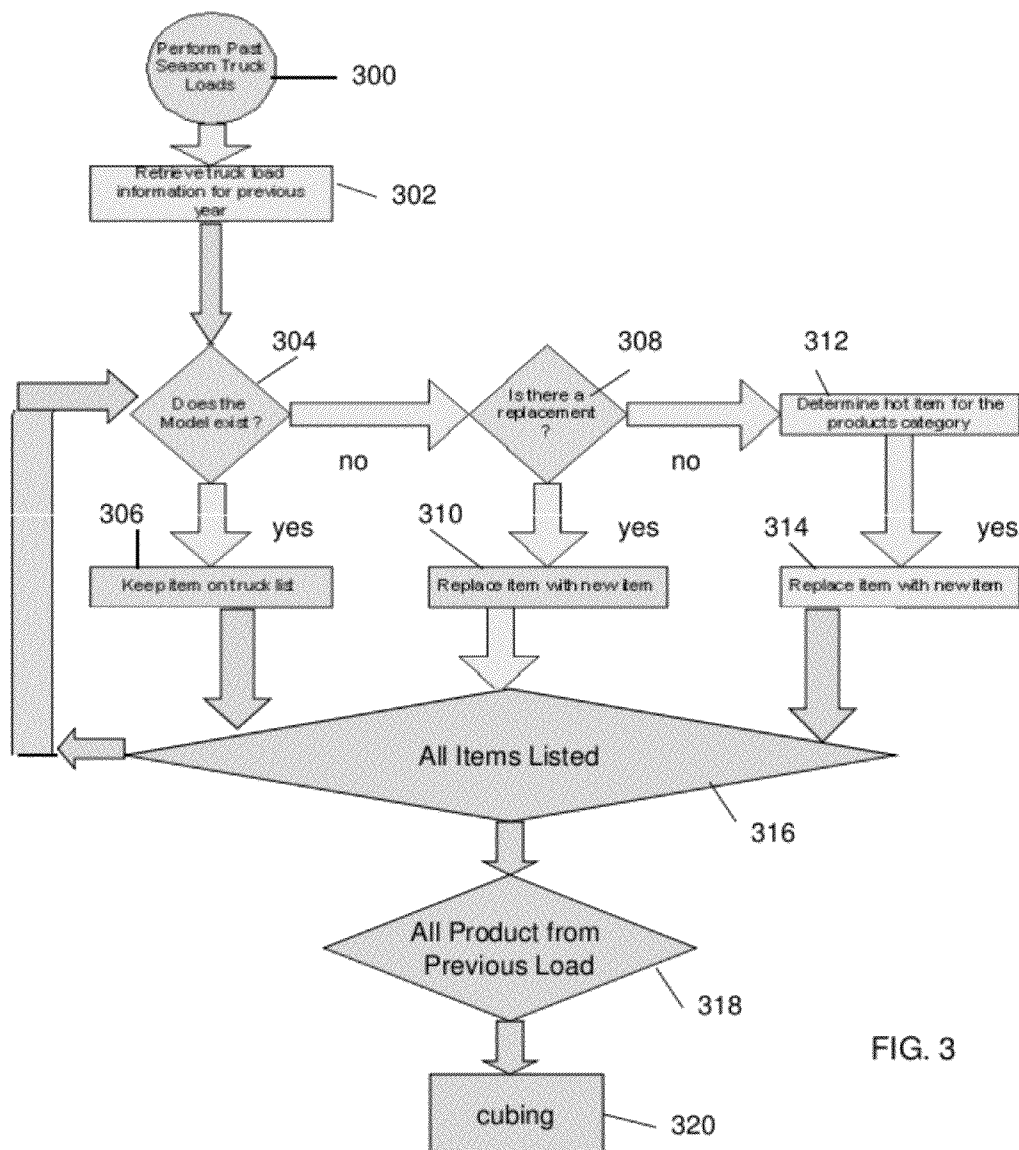 Perform Past
Season Truck
Loads
300
Retrieve truck load
information for previous
year
302
304
308
312
Does the
Model exist ?
Is there a
replacement
?
Determine hot item for the
products category
no
no
306
yes
310
yes
314
yes
Keep item on truck list
Replace item with new item
Replace item with new item
All Items Listed
316
All Product from
Previous Load
318
FIG. 3
cubing
320